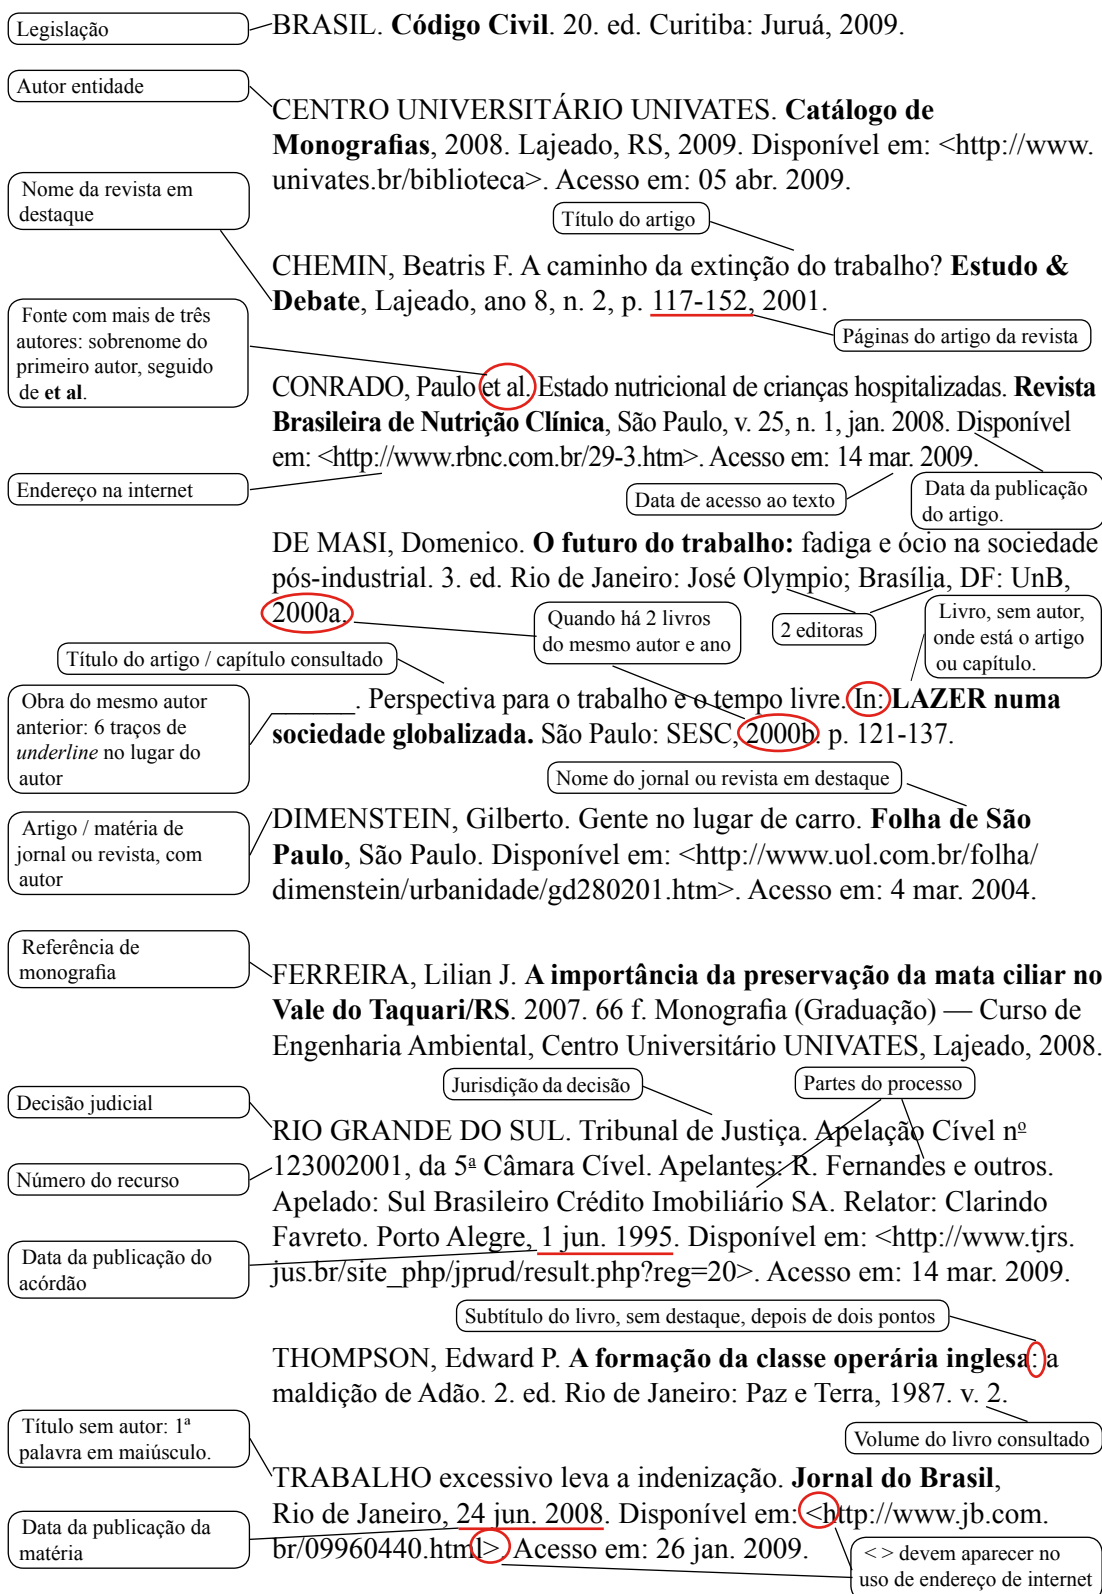 Legislação
BRASIL. Código Civil. 20. ed. Curitiba: Juruá, 2009.
Autor entidade
CENTRO UNIVERSITÁRIO UNIVATES. Catálogo de
Monografias, 2008. Lajeado, RS, 2009. Disponível em: <http://www.
univates.br/biblioteca>. Acesso em: 05 abr. 2009.
Nome da revista em
destaque
Título do artigo
CHEMIN, Beatris F. A caminho da extinção do trabalho? Estudo &
Debate, Lajeado, ano 8, n. 2, p. 117-152, 2001.
Páginas do artigo da revista
Fonte com mais de três
autores: sobrenome do
primeiro autor, seguido
de et al.
CONRADO, Paulo et al. Estado nutricional de crianças hospitalizadas. Revista
Brasileira de Nutrição Clínica, São Paulo, v. 25, n. 1, jan. 2008. Disponível
em: <http://www.rbnc.com.br/29-3.htm>. Acesso em: 14 mar. 2009.
Endereço na internet
Data de acesso ao texto
Data da publicação
do artigo.
DE MASI, Domenico. O futuro do trabalho: fadiga e ócio na sociedade
pós-industrial. 3. ed. Rio de Janeiro: José Olympio; Brasília, DF: UnB,
2000a.
Quando há 2 livros
do mesmo autor e ano
2 editoras
Livro, sem autor,
onde está o artigo
ou capítulo.
Título do artigo / capítulo consultado
Obra do mesmo autor
anterior: 6 traços de
underline no lugar do
autor
______. Perspectiva para o trabalho e o tempo livre. In: LAZER numa
sociedade globalizada. São Paulo: SESC, 2000b. p. 121-137.
Nome do jornal ou revista em destaque
Artigo / matéria de
jornal ou revista, com
autor
DIMENSTEIN, Gilberto. Gente no lugar de carro. Folha de São
Paulo, São Paulo. Disponível em: <http://www.uol.com.br/folha/
dimenstein/urbanidade/gd280201.htm>. Acesso em: 4 mar. 2004.
Referência de
monografia
FERREIRA, Lilian J. A importância da preservação da mata ciliar no
Vale do Taquari/RS. 2007. 66 f. Monografia (Graduação) — Curso de
Engenharia Ambiental, Centro Universitário UNIVATES, Lajeado, 2008.
Jurisdição da decisão
Partes do processo
Decisão judicial
RIO GRANDE DO SUL. Tribunal de Justiça. Apelação Cível nº
123002001, da 5ª Câmara Cível. Apelantes: R. Fernandes e outros.
Apelado: Sul Brasileiro Crédito Imobiliário SA. Relator: Clarindo
Favreto. Porto Alegre, 1 jun. 1995. Disponível em: <http://www.tjrs.
jus.br/site_php/jprud/result.php?reg=20>. Acesso em: 14 mar. 2009.
Número do recurso
Data da publicação do
acórdão
Subtítulo do livro, sem destaque, depois de dois pontos
THOMPSON, Edward P. A formação da classe operária inglesa: a
maldição de Adão. 2. ed. Rio de Janeiro: Paz e Terra, 1987. v. 2.
Volume do livro consultado
Título sem autor: 1ª
palavra em maiúsculo.
TRABALHO excessivo leva a indenização. Jornal do Brasil,
Rio de Janeiro, 24 jun. 2008. Disponível em: <http://www.jb.com.
br/09960440.html>. Acesso em: 26 jan. 2009.
Data da publicação da
matéria
< > devem aparecer no
uso de endereço de internet